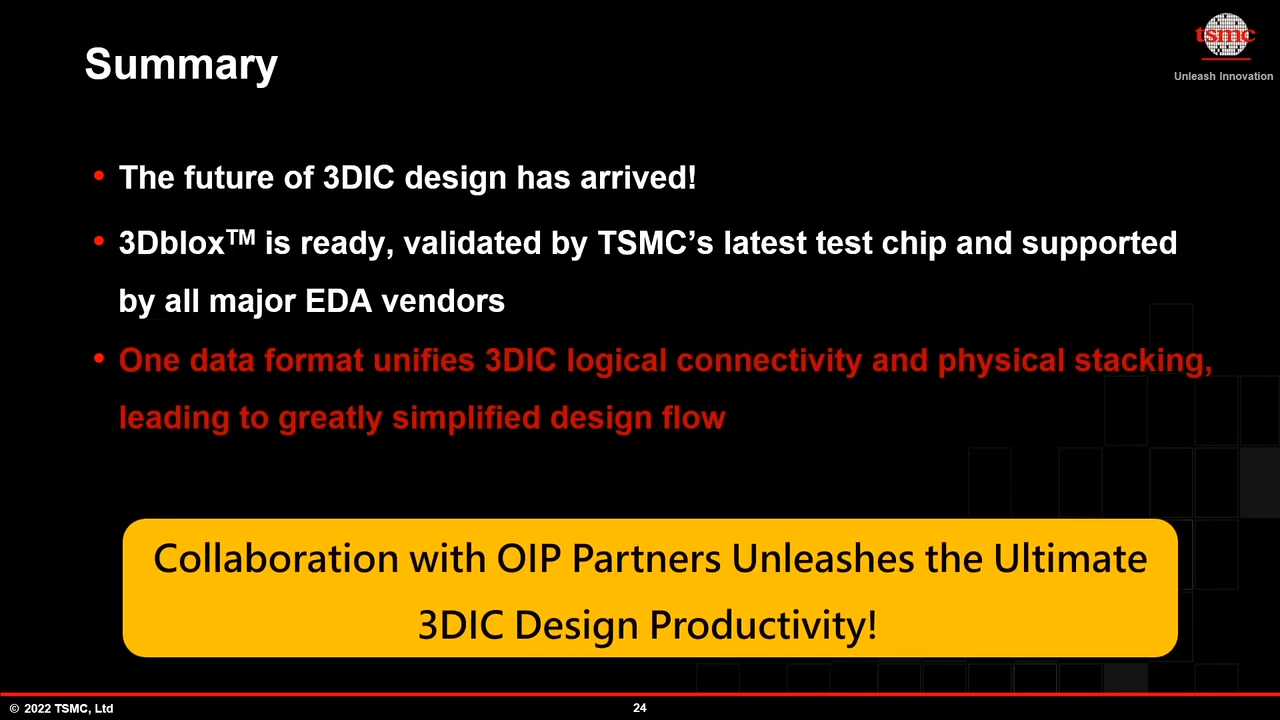 Summary
tsmc
Unleash Innovation
• The future of 3DIC design has arrived!
• 3Dblox™ is ready, validated by TSMC’s latest test chip and supported
by all major EDA vendors
• One data format unifies 3DIC logical connectivity and physical stacking,
leading to greatly simplified design flow
Collaboration with OIP Partners Unleashes the Ultimate
3DIC Design Productivity!
© 2022 TSMC, Ltd
24